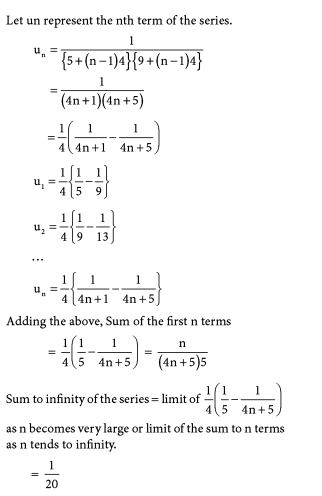 Let un represent the nth term of the series.
uₙ = 1/({5+(n−1)4}{9+(n−1)4})
= 1/((4n+1)(4n+5))
= 1/4(1/(4n+1) − 1/(4n+5))
u₁ = 1/4{1/5 − 1/9}
u₂ = 1/4{1/9 − 1/13}
...
uₙ = 1/4{1/(4n+1) − 1/(4n+5)}
Adding the above, Sum of the first n terms
= 1/4(1/5 − 1/(4n+5)) = n/((4n+5)5)
Sum to infinity of the series = limit of 1/4(1/5 − 1/(4n+5))
as n becomes very large or limit of the sum to n terms
as n tends to infinity.
= 1/20